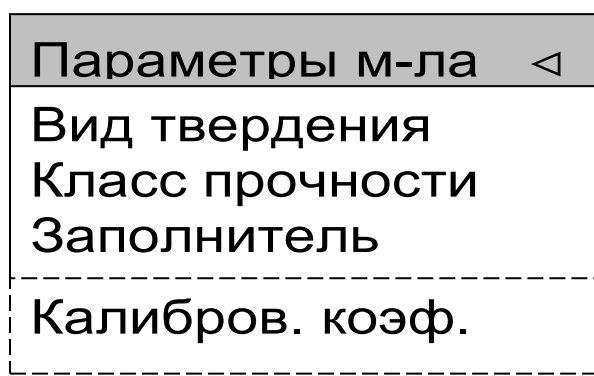 Параметры м-ла ◁
Вид твердения
Класс прочности
Заполнитель
Калибров. коэф.